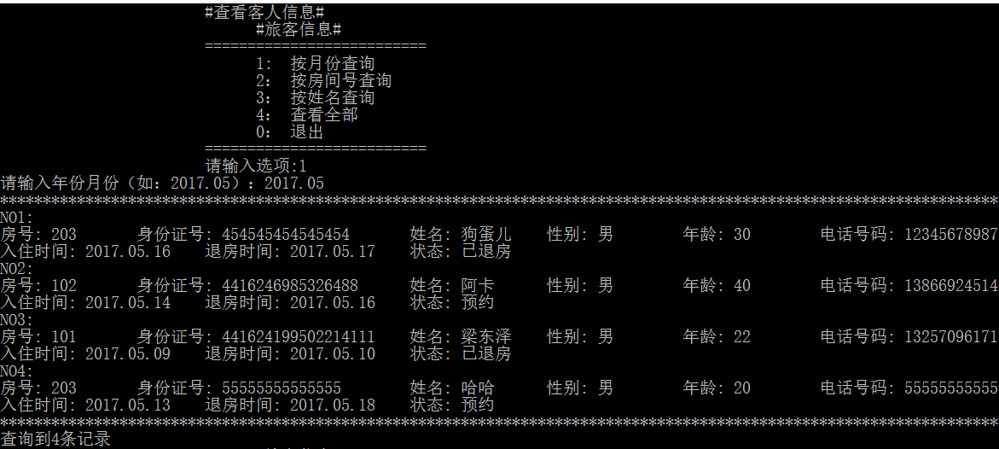 #查看客人信息#
#旅客信息#
==========================
1: 按月份查询
2: 按房间号查询
3: 按姓名查询
4: 查看全部
0: 退出
==========================
请输入选项:1
请输入年份月份（如：2017.05）：2017.05
*********************************************************************************************************************
NO1:
房号: 203 身份证号: 454545454545454 姓名: 狗蛋儿 性别: 男 年龄: 30 电话号码: 12345678987
入住时间: 2017.05.16 退房时间: 2017.05.17 状态: 已退房
NO2:
房号: 102 身份证号: 4416246985326488 姓名: 阿卡 性别: 男 年龄: 40 电话号码: 13866924514
入住时间: 2017.05.14 退房时间: 2017.05.16 状态: 预约
NO3:
房号: 101 身份证号: 441624199502214111 姓名: 梁东泽 性别: 男 年龄: 22 电话号码: 13257096171
入住时间: 2017.05.09 退房时间: 2017.05.10 状态: 已退房
NO4:
房号: 203 身份证号: 55555555555555 姓名: 哈哈 性别: 男 年龄: 20 电话号码: 55555555555
入住时间: 2017.05.13 退房时间: 2017.05.18 状态: 预约
*********************************************************************************************************************
查询到4条记录